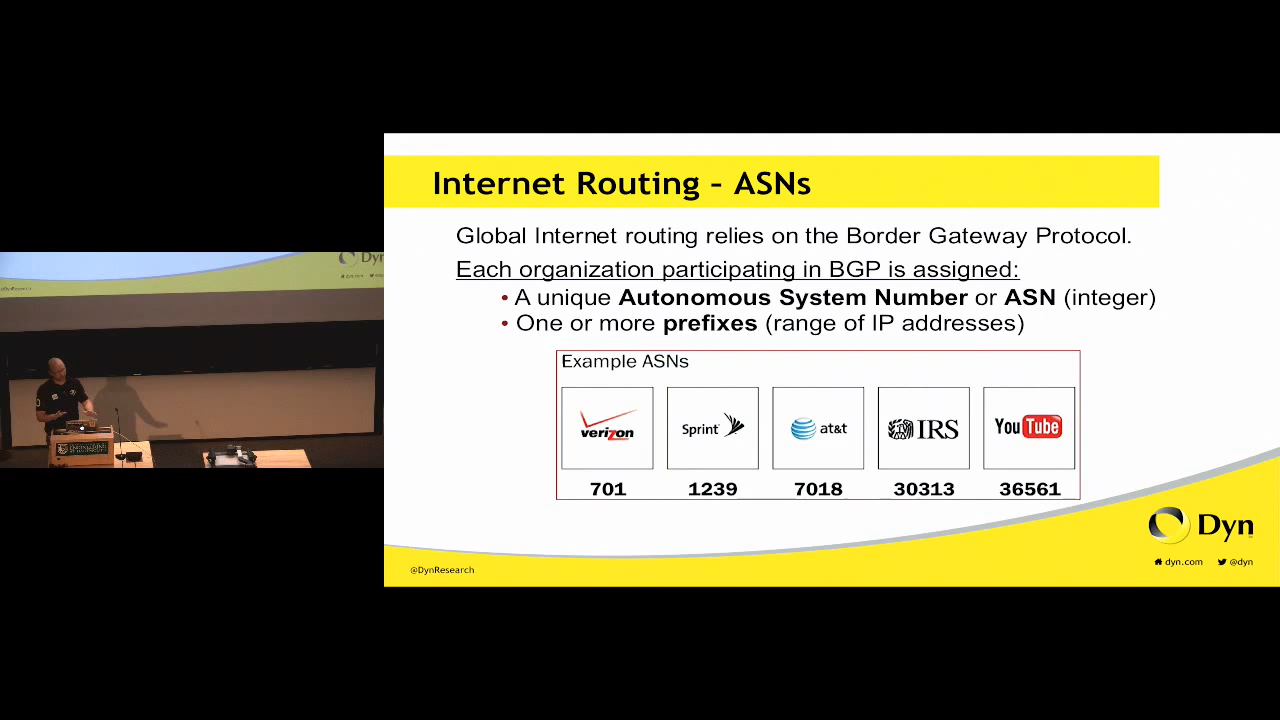 Internet Routing – ASNs
Global Internet routing relies on the Border Gateway Protocol.
Each organization participating in BGP is assigned:
• A unique Autonomous System Number or ASN (integer)
• One or more prefixes (range of IP addresses)
Example ASNs
verizon
Sprint
at&t
IRS
YouTube
701
1239
7018
30313
36561
Dyn
@DynResearch
dyn.com
@dyn
Dyn